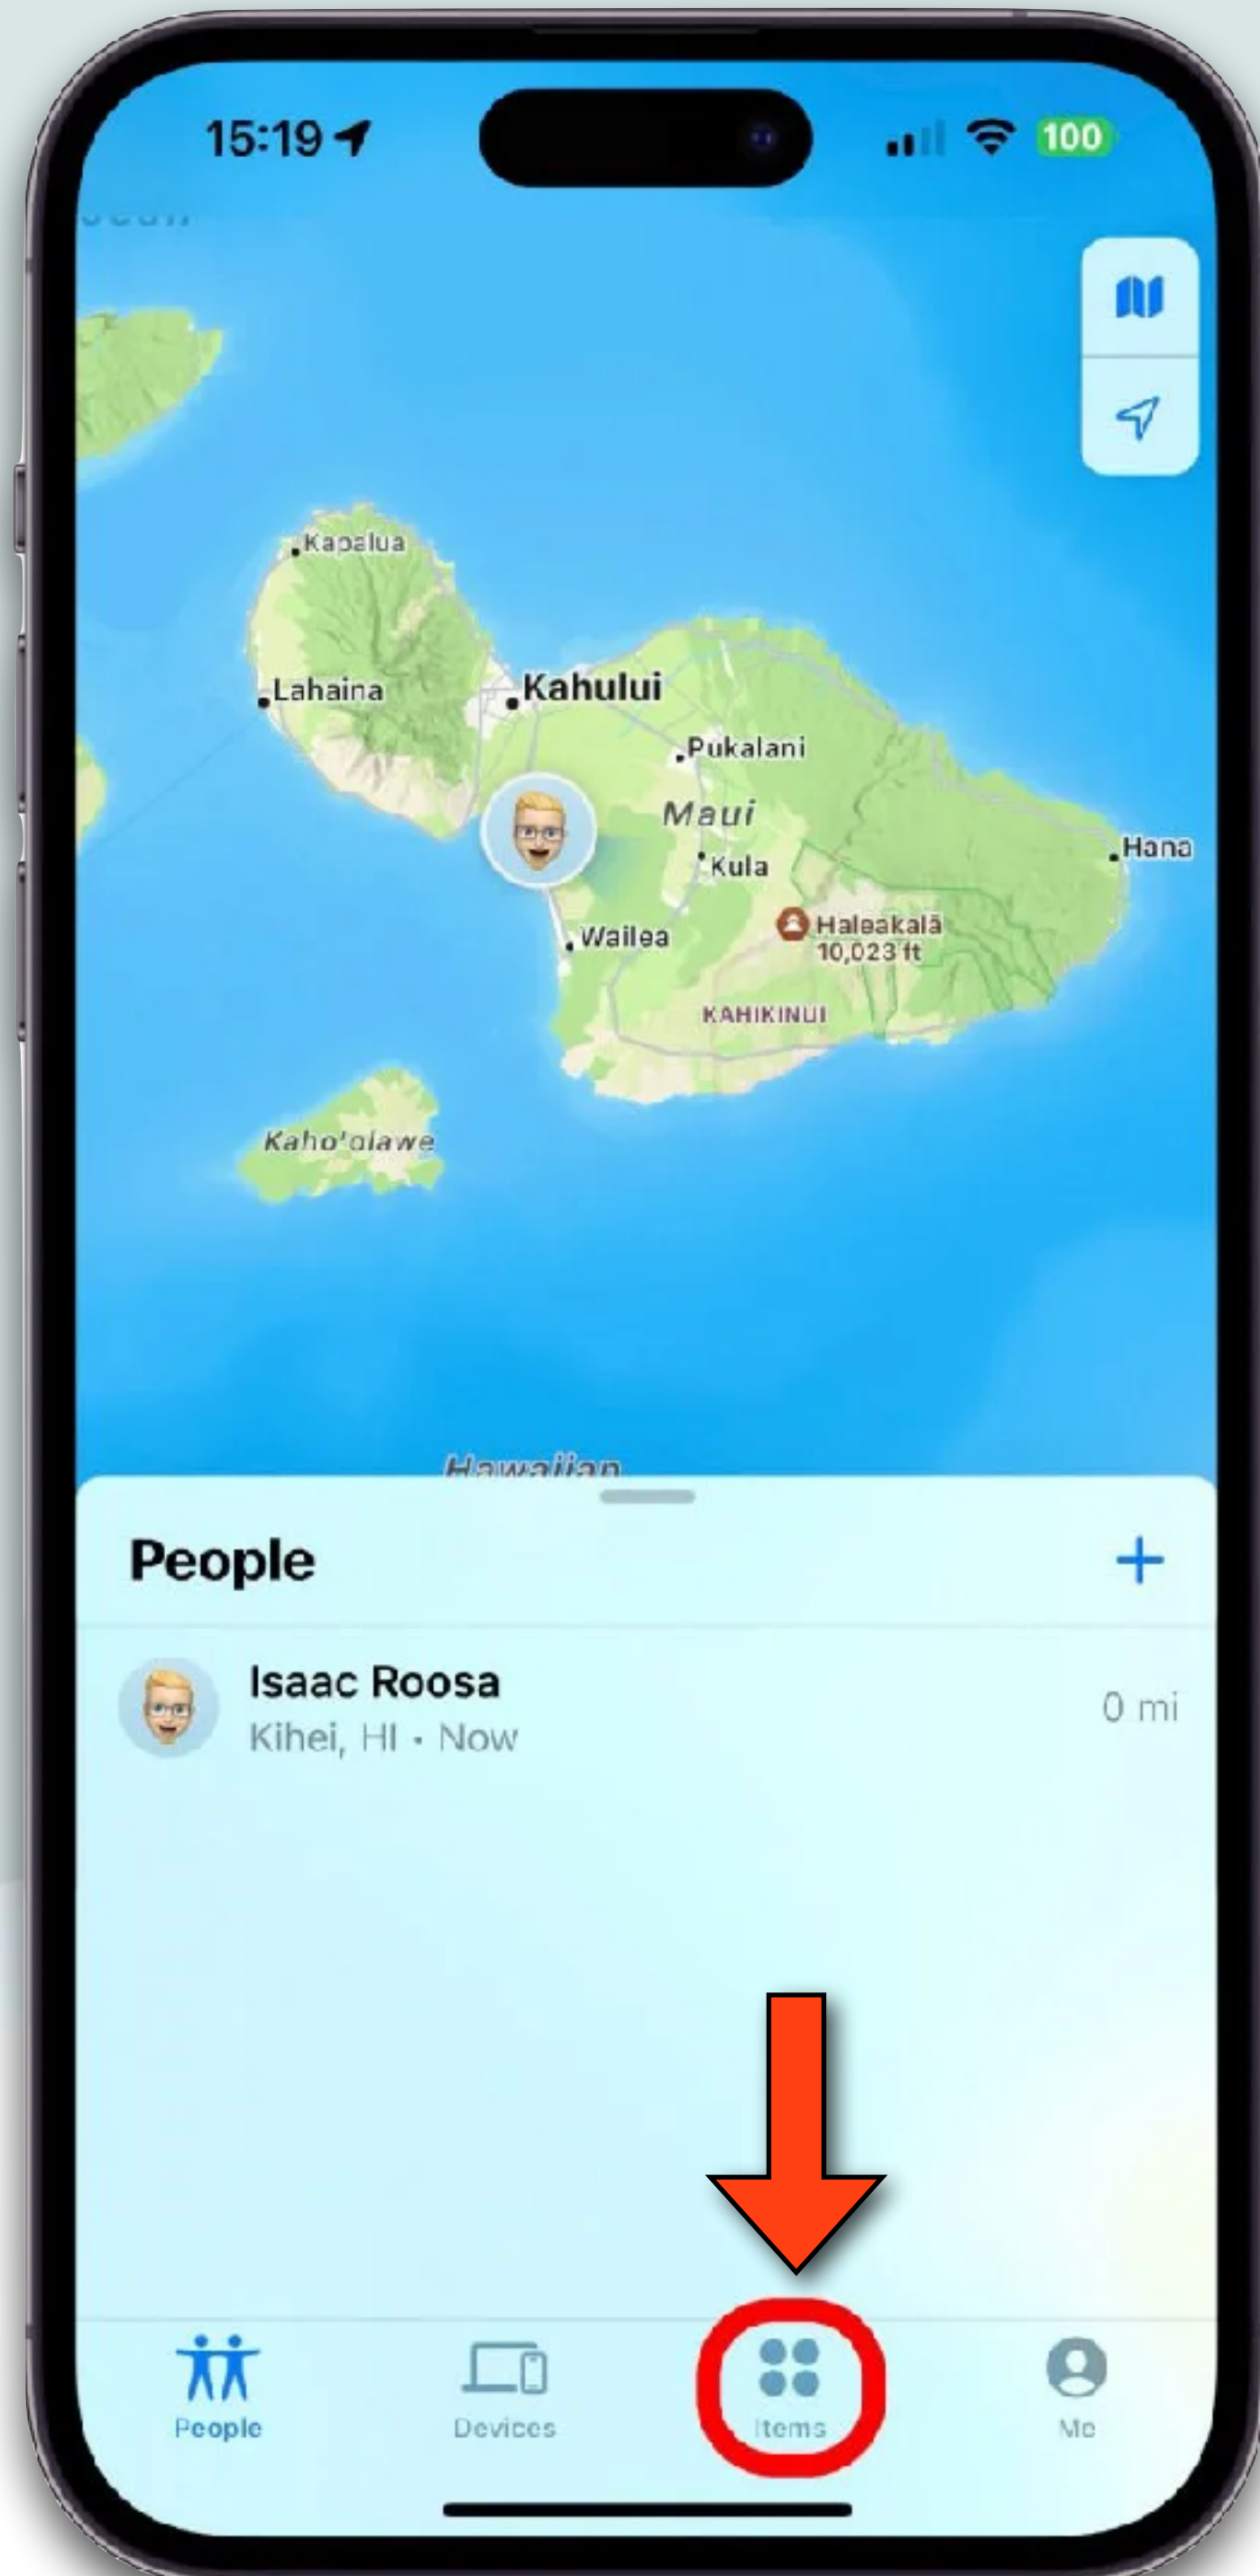 15:19
100
Kapalua
Lahaina
Kahului
Pukalani
Maui
Kula
Hana
Haleakalā
10,023 ft
Wailea
KAHIKINUI
Kaho'olawe
Hawaiian
People
Isaac Roosa
0 mi
Kihei, HI • Now
People
Devices
Items
Me